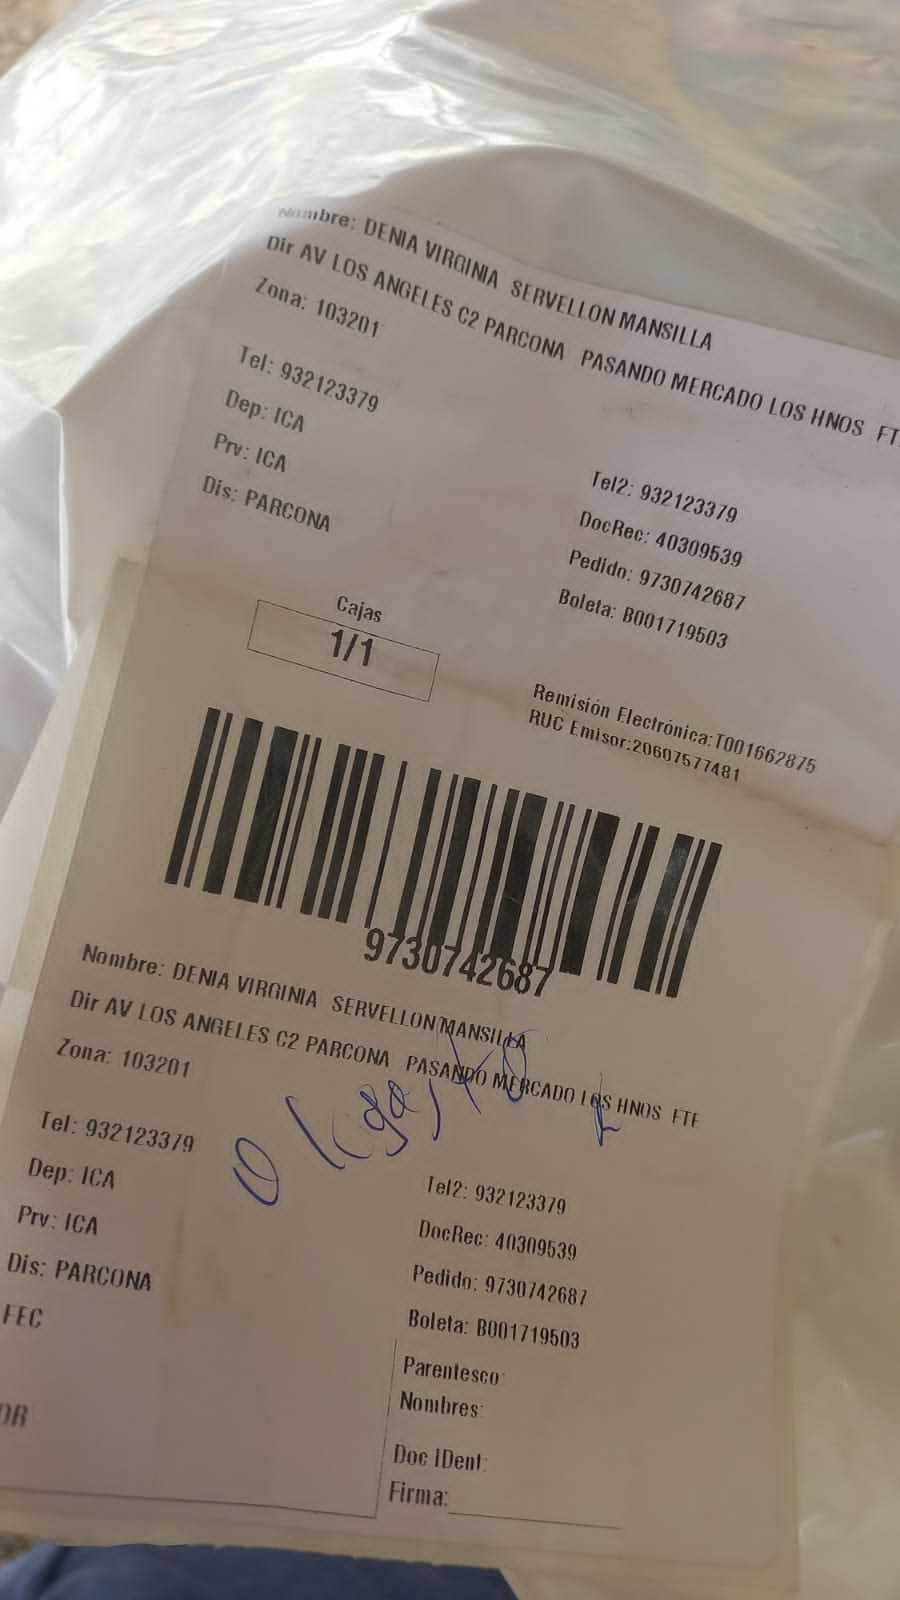 Nombre: DENIA VIRGINIA SERVELLON MANSILLA
Dir AV LOS ANGELES C2 PARCONA PASANDO MERCADO LOS HNOS FT
Zona: 103201
Tel: 932123379
Dep: ICA
Prv: ICA
Dis: PARCONA
Tel2: 932123379
DocRec: 40309539
Pedido: 9730742687
Boleta: B001719503
Cajas
1/1
Remisión Electrónica:T001662875
RUC Emisor:20607577481
9730742687
Nombre: DENIA VIRGINIA SERVELLON MANSILLA
Dir AV LOS ANGELES C2 PARCONA PASANDO MERCADO LOS HNOS FTE
Zona: 103201
Tel: 932123379
Dep: ICA
Prv: ICA
Dis: PARCONA
FEC
OR
Tel2: 932123379
DocRec: 40309539
Pedido: 9730742687
Boleta: B001719503
Parentesco:
Nombres:
Doc IDent:
Firma: